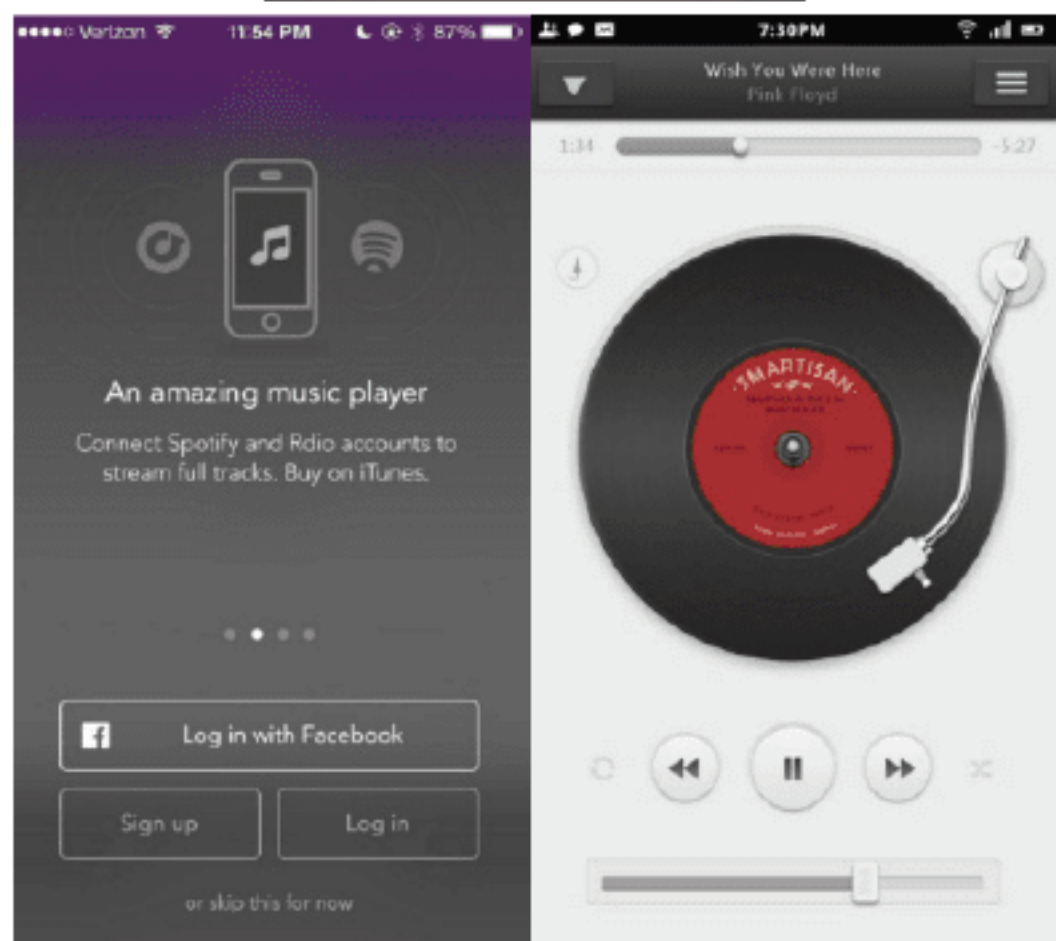 Verizon 11:54 PM 87%
An amazing music player
Connect Spotify and Rdio accounts to
stream full tracks. Buy on iTunes.
Log in with Facebook
Sign up Log in
or skip this for now
7:30PM
Wish You Were Here
Pink Floyd
1:34 -5:27
SMARTISAN